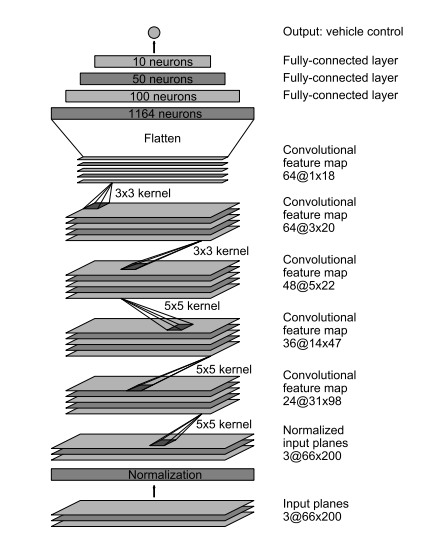 Output: vehicle control
10 neurons
Fully-connected layer
50 neurons
Fully-connected layer
100 neurons
Fully-connected layer
1164 neurons
Flatten
Convolutional
feature map
64@1x18
3x3 kernel
Convolutional
feature map
64@3x20
3x3 kernel
Convolutional
feature map
48@5x22
5x5 kernel
Convolutional
feature map
36@14x47
5x5 kernel
Convolutional
feature map
24@31x98
5x5 kernel
Normalized
input planes
3@66x200
Normalization
Input planes
3@66x200